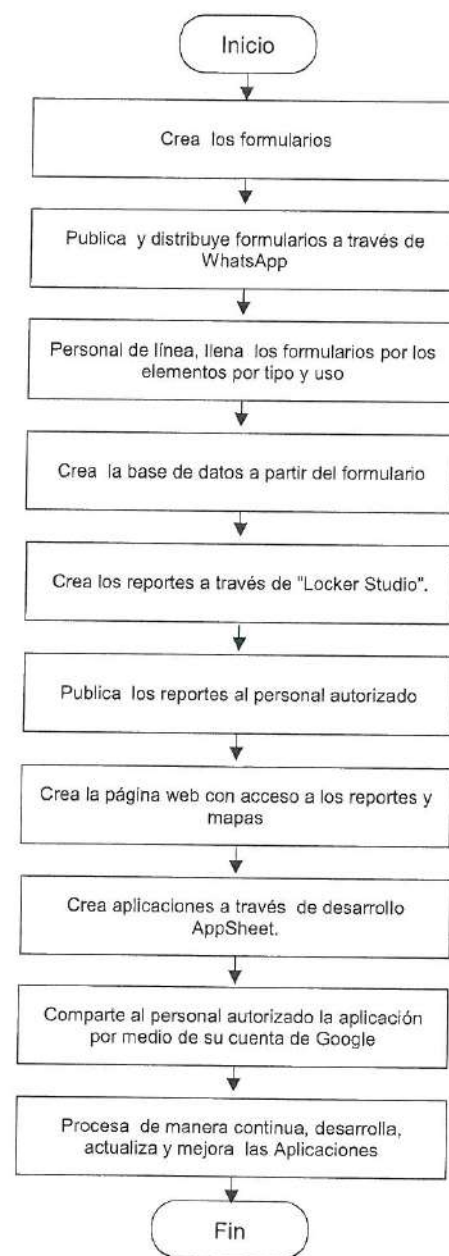 Inicio
Crea los formularios
Publica y distribuye formularios a través de
WhatsApp
Personal de línea, llena los formularios por los
elementos por tipo y uso
Crea la base de datos a partir del formulario
Crea los reportes a través de "Locker Studio".
Publica los reportes al personal autorizado
Crea la página web con acceso a los reportes y
mapas
Crea aplicaciones a través de desarrollo
AppSheet.
Comparte al personal autorizado la aplicación
por medio de su cuenta de Google
Procesa de manera continua, desarrolla,
actualiza y mejora las Aplicaciones
Fin